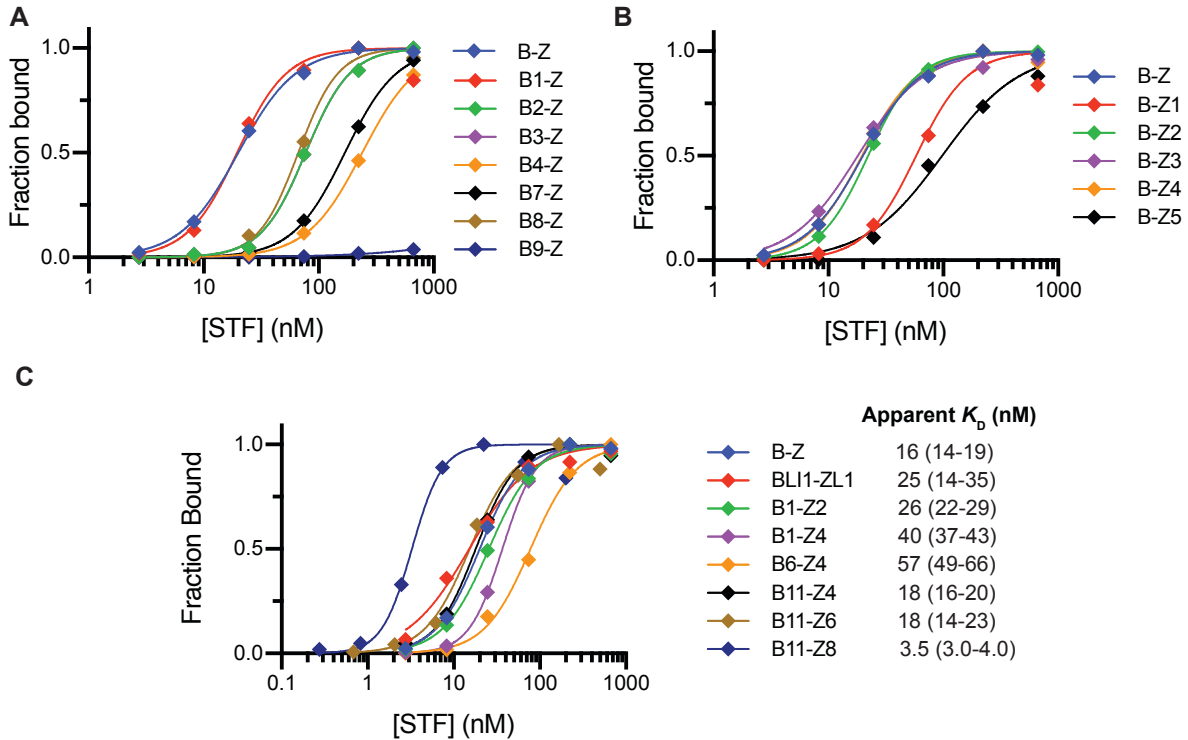 A
Fraction bound
1.0
0.5
0.0
1
10
100
1000
[STF] (nM)
B-Z
B1-Z
B2-Z
B3-Z
B4-Z
B7-Z
B8-Z
B9-Z
B
Fraction bound
1.0
0.5
0.0
1
10
100
1000
[STF] (nM)
B-Z
B-Z1
B-Z2
B-Z3
B-Z4
B-Z5
C
Fraction Bound
1.0
0.5
0.0
0.1
1
10
100
1000
[STF] (nM)
Apparent KD (nM)
B-Z 16 (14-19)
BLI1-ZL1 25 (14-35)
B1-Z2 26 (22-29)
B1-Z4 40 (37-43)
B6-Z4 57 (49-66)
B11-Z4 18 (16-20)
B11-Z6 18 (14-23)
B11-Z8 3.5 (3.0-4.0)